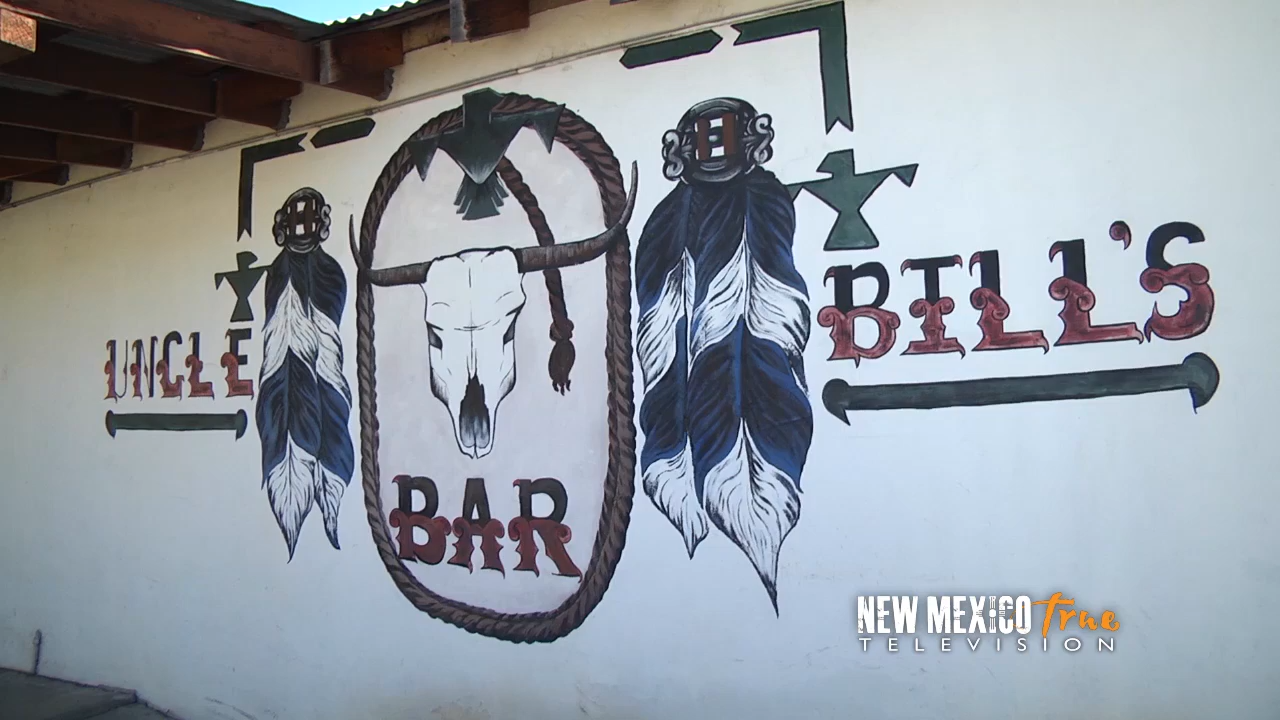 UNCLE
BILL'S
BAR
H
H
NEW MEXICO True
TELEVISION